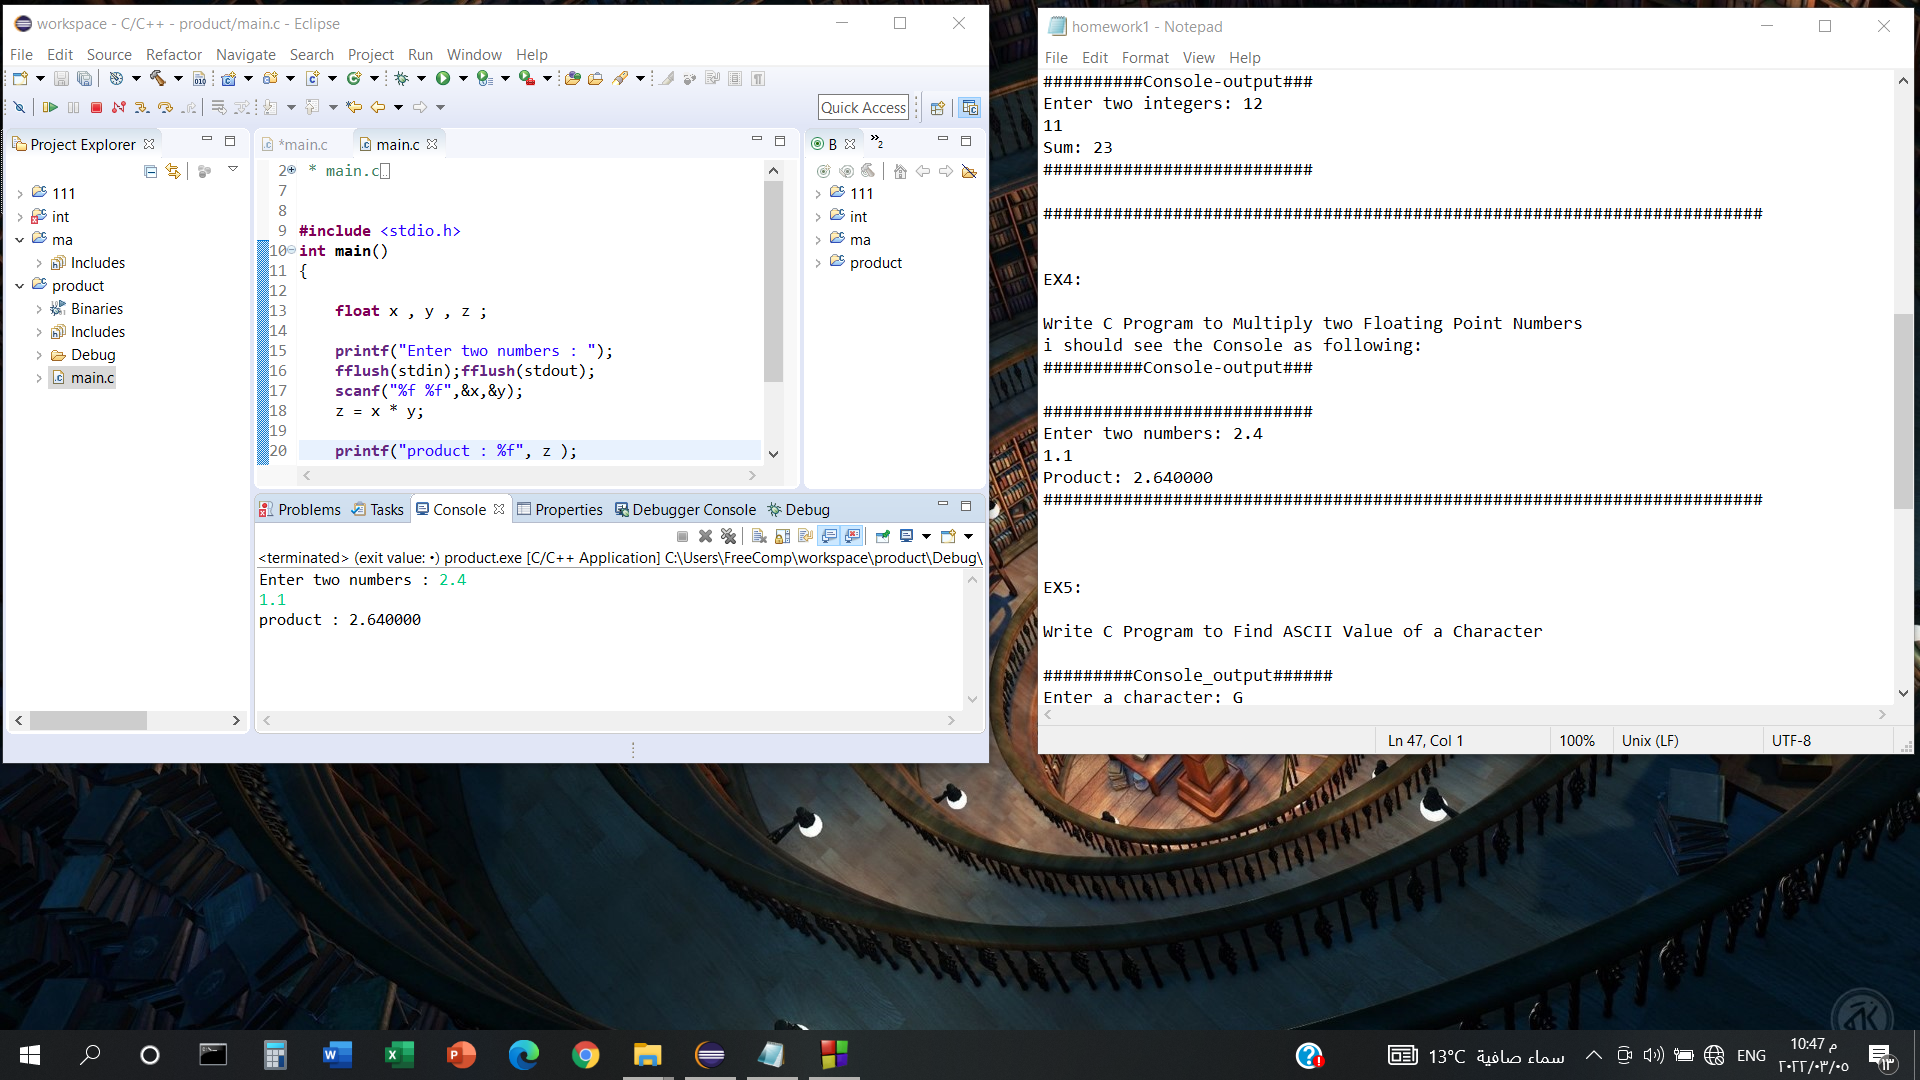 workspace - C/C++ - product/main.c - Eclipse
File Edit Source Refactor Navigate Search Project Run Window Help
Quick Access
Project Explorer
111
int
ma
Includes
product
Binaries
Includes
Debug
main.c
*main.c main.c
2 * main.c
7
8
9 #include <stdio.h>
10 int main()
11 {
12
13 float x , y , z ;
14
15 printf("Enter two numbers : ");
16 fflush(stdin);fflush(stdout);
17 scanf("%f %f",&x,&y);
18 z = x * y;
19
20 printf("product : %f", z );
B »2
111
int
ma
product
Problems Tasks Console Properties Debugger Console Debug
<terminated> (exit value: ٠) product.exe [C/C++ Application] C:\Users\FreeComp\workspace\product\Debug\
Enter two numbers : 2.4
1.1
product : 2.640000
homework1 - Notepad
File Edit Format View Help
##########Console-output###
Enter two integers: 12
11
Sum: 23
###########################
########################################################################
EX4:
Write C Program to Multiply two Floating Point Numbers
i should see the Console as following:
##########Console-output###
###########################
Enter two numbers: 2.4
1.1
Product: 2.640000
########################################################################
EX5:
Write C Program to Find ASCII Value of a Character
#########Console_output######
Enter a character: G
Ln 47, Col 1 100% Unix (LF) UTF-8
13°C سماء صافية
ENG
10:47 م
٢٠٢٢/٠٣/٠٥
١٣